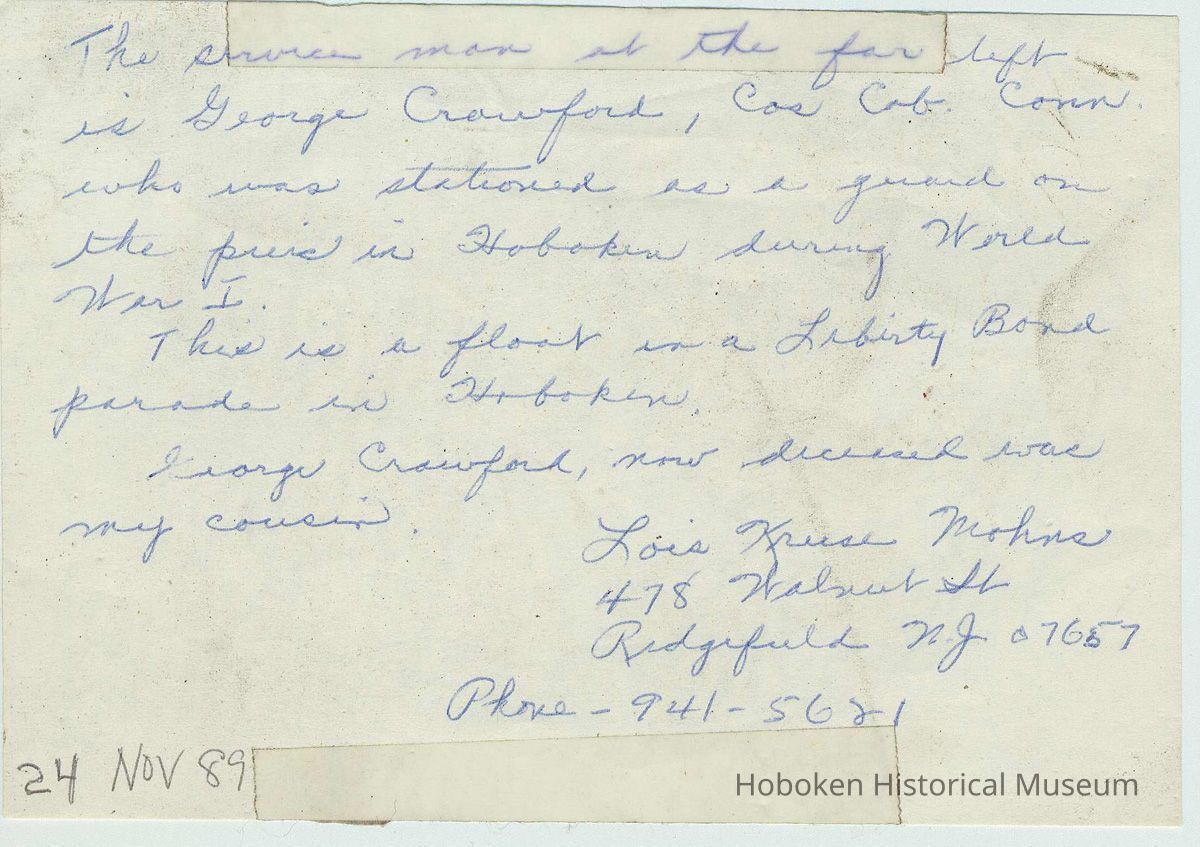 The service man at the far left
is George Crawford, Cos Cob. Conn.
who was stationed as a guard on
the piers in Hoboken during World
War I.
This is a float in a Liberty Bond
parade in Hoboken.
George Crawford, now deceased was
my cousin.
Lois Kruse Mohns
478 Walnut St
Ridgefield NJ 07657
Phone - 941 - 5621
24 NOV 89
Hoboken Historical Museum